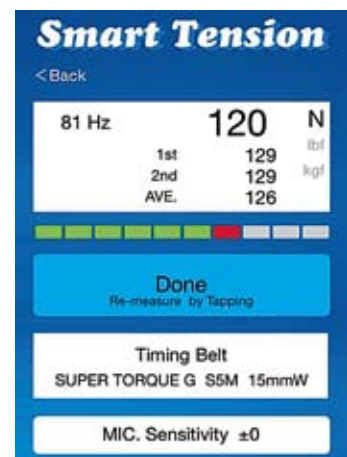 Smart Tension
<Back
81 Hz 120 N
lbf
1st 129
kgf
2nd 129
AVE. 126
Done
Re-measure by Tapping
Timing Belt
SUPER TORQUE G S5M 15mmW
MIC. Sensitivity ±0